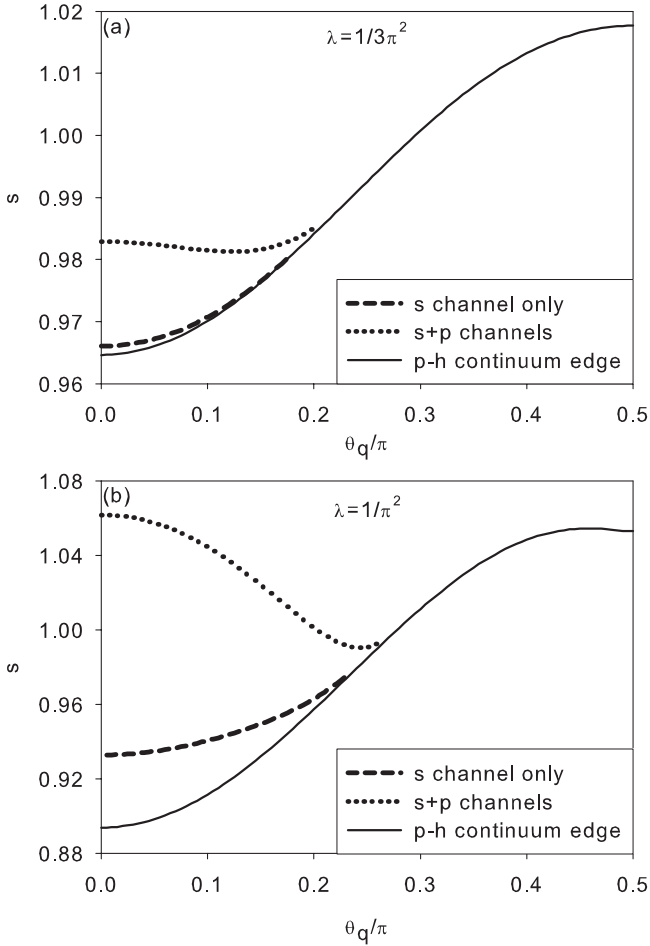 (a)
λ=1/3π²
1.02
1.01
1.00
0.99
0.98
0.97
0.96
s
s channel only
s+p channels
p-h continuum edge
0.0 0.1 0.2 0.3 0.4 0.5
θq/π
(b)
λ=1/π²
1.08
1.04
1.00
0.96
0.92
0.88
s
s channel only
s+p channels
p-h continuum edge
0.0 0.1 0.2 0.3 0.4 0.5
θq/π